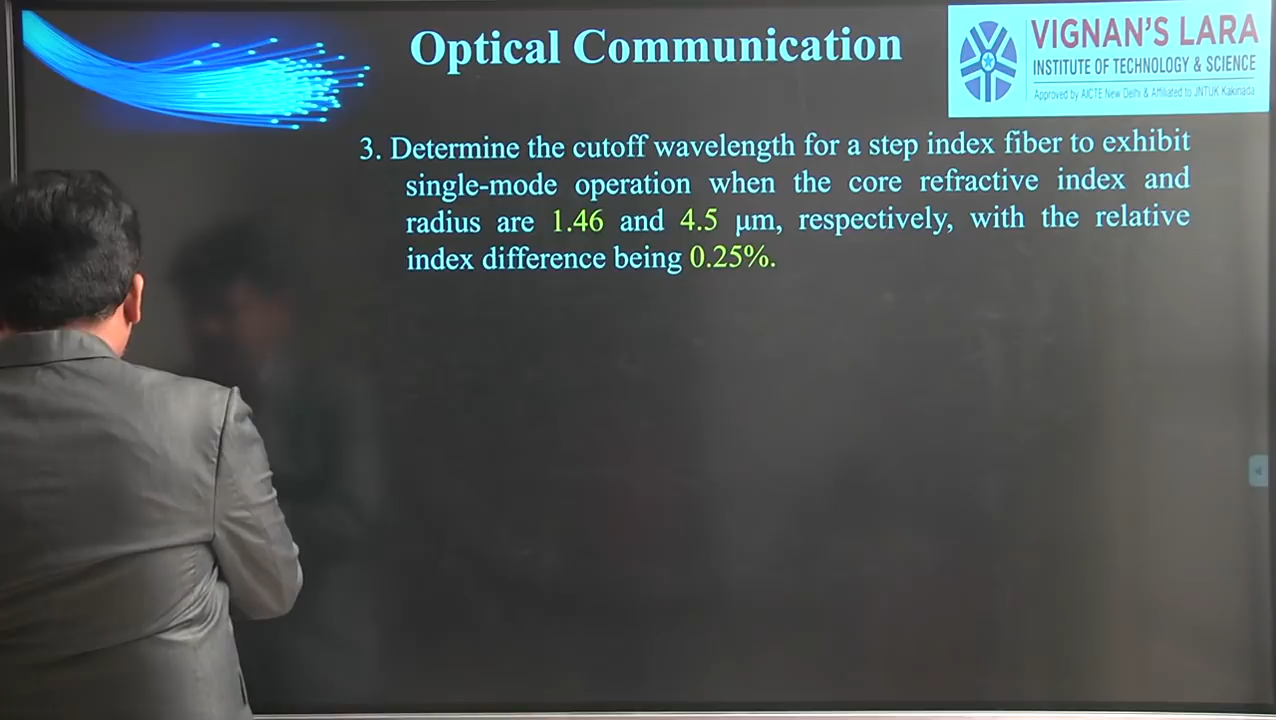 Optical Communication
VIGNAN'S LARA
INSTITUTE OF TECHNOLOGY & SCIENCE
Approved by AICTE New Delhi & Affiliated to JNTUK Kakinada
3. Determine the cutoff wavelength for a step index fiber to exhibit
single-mode operation when the core refractive index and
radius are 1.46 and 4.5 μm, respectively, with the relative
index difference being 0.25%.